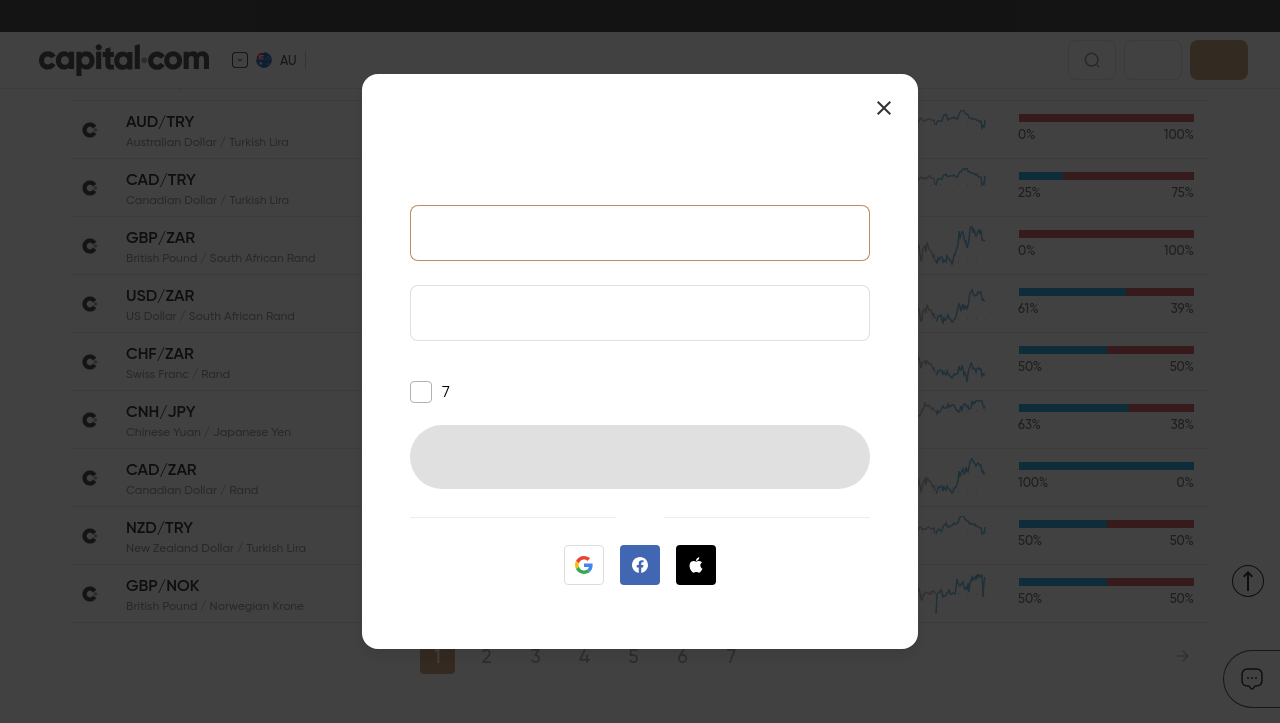 capital.com
AU
AUD/TRY
Australian Dollar / Turkish Lira
0%
100%
CAD/TRY
Canadian Dollar / Turkish Lira
25%
75%
GBP/ZAR
British Pound / South African Rand
0%
100%
USD/ZAR
US Dollar / South African Rand
61%
39%
CHF/ZAR
Swiss Franc / Rand
50%
50%
CNH/JPY
Chinese Yuan / Japanese Yen
63%
38%
CAD/ZAR
Canadian Dollar / Rand
100%
0%
NZD/TRY
New Zealand Dollar / Turkish Lira
50%
50%
GBP/NOK
British Pound / Norwegian Krone
50%
50%
7
1 2 3 4 5 6 7